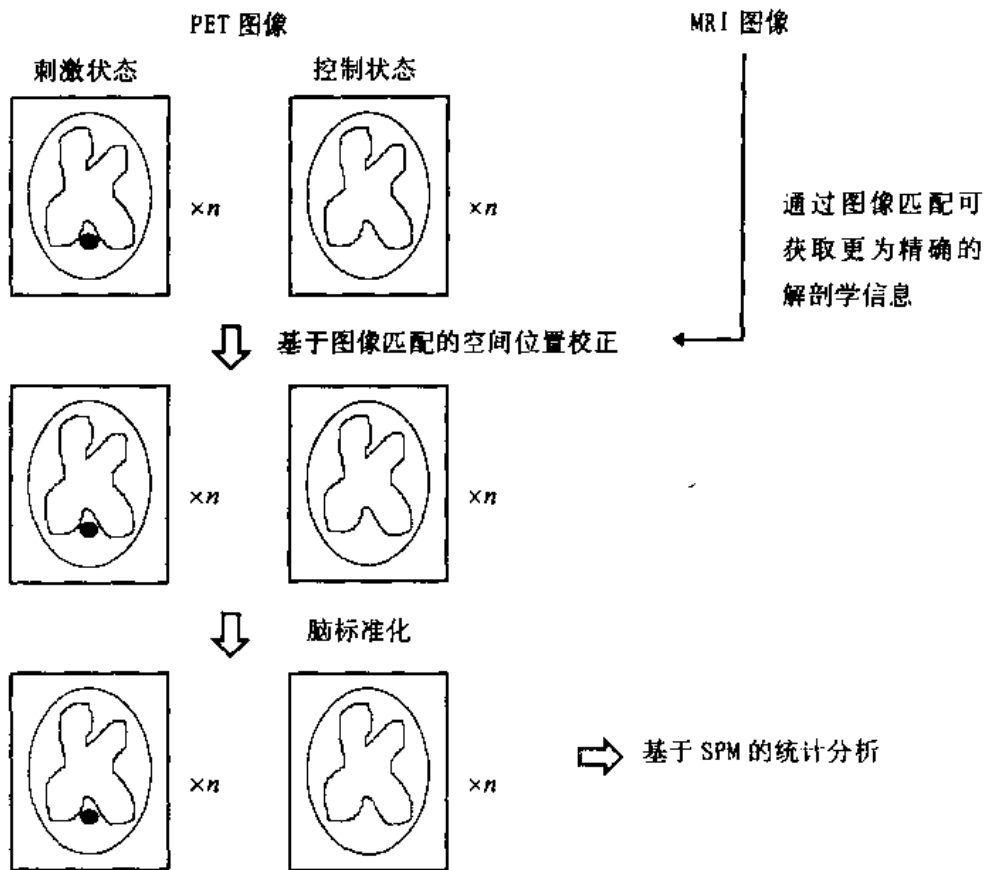 PET 图像
MRI 图像
刺激状态
控制状态
×n
×n
通过图像匹配可
获取更为精确的
解剖学信息
基于图像匹配的空间位置校正
×n
×n
脑标准化
×n
×n
基于 SPM 的统计分析